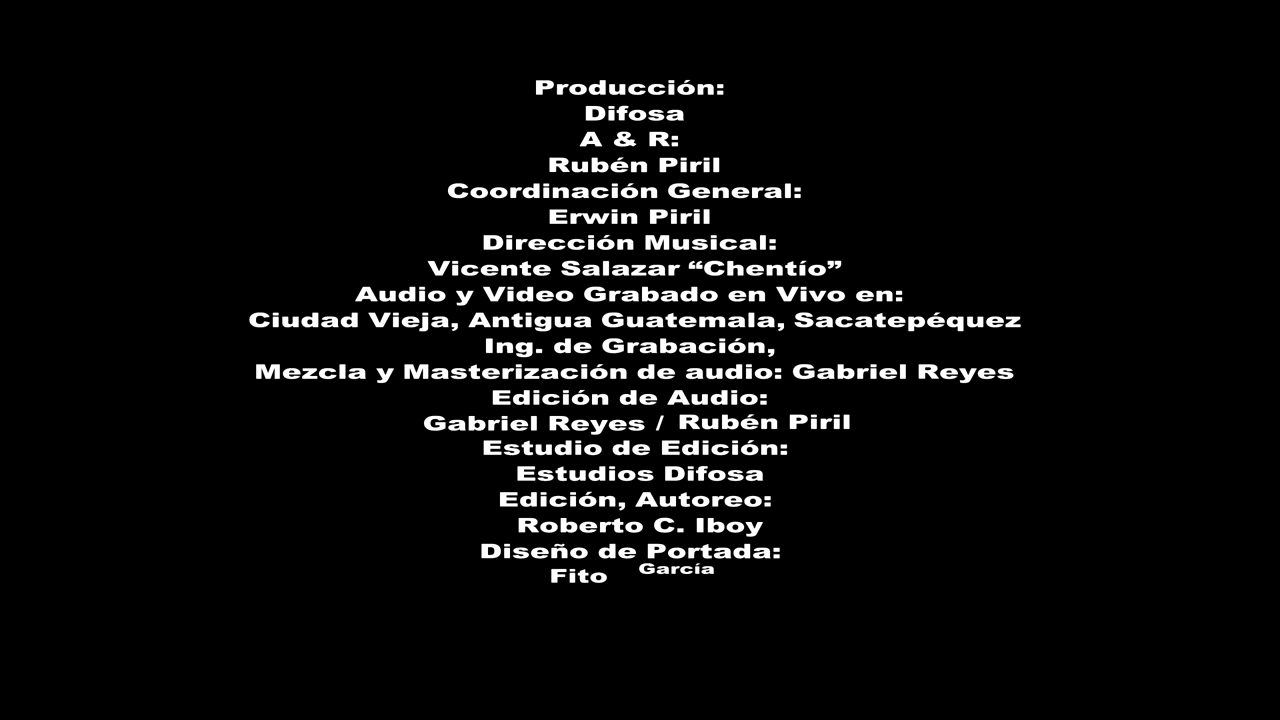 Producción:
Difosa
A & R:
Rubén Piril
Coordinación General:
Erwin Piril
Dirección Musical:
Vicente Salazar “Chentío”
Audio y Video Grabado en Vivo en:
Ciudad Vieja, Antigua Guatemala, Sacatepéquez
Ing. de Grabación,
Mezcla y Masterización de audio: Gabriel Reyes
Edición de Audio:
Gabriel Reyes / Rubén Piril
Estudio de Edición:
Estudios Difosa
Edición, Autoreo:
Roberto C. Iboy
Diseño de Portada:
Fito García